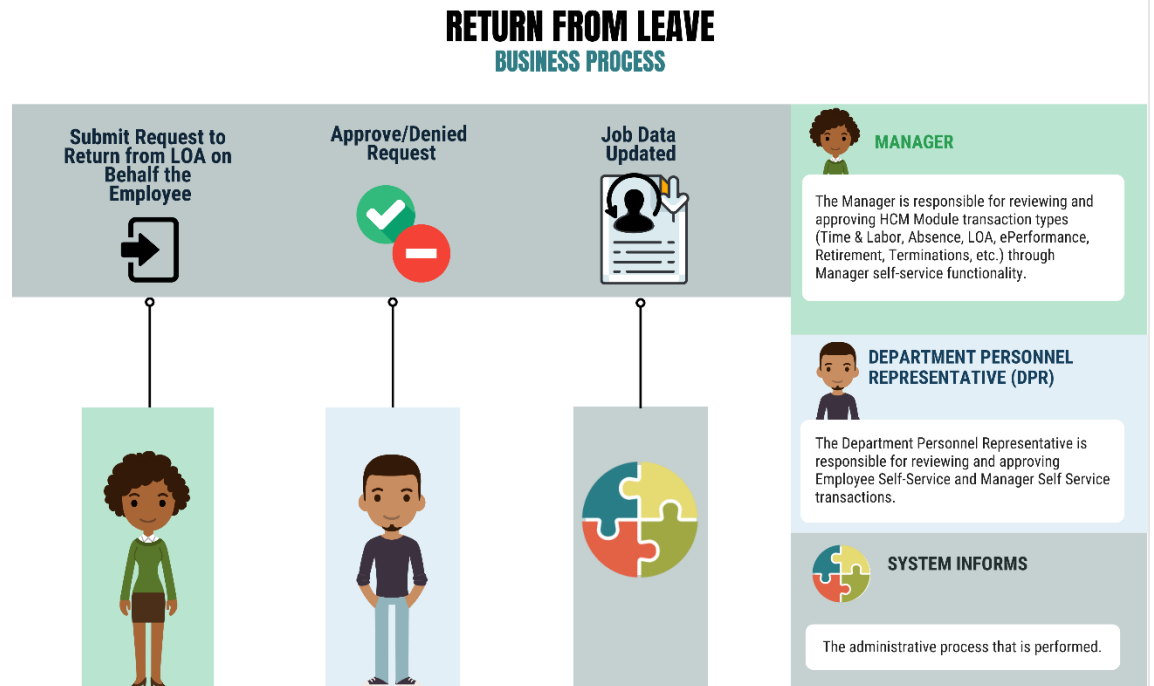 RETURN FROM LEAVE
BUSINESS PROCESS
Submit Request to
Return from LOA on
Behalf the
Employee
Approve/Denied
Request
Job Data
Updated
MANAGER
The Manager is responsible for reviewing and
approving HCM Module transaction types
(Time & Labor, Absence, LOA, ePerformance,
Retirement, Terminations, etc.) through
Manager self-service functionality.
DEPARTMENT PERSONNEL
REPRESENTATIVE (DPR)
The Department Personnel Representative is
responsible for reviewing and approving
Employee Self-Service and Manager Self Service
transactions.
SYSTEM INFORMS
The administrative process that is performed.